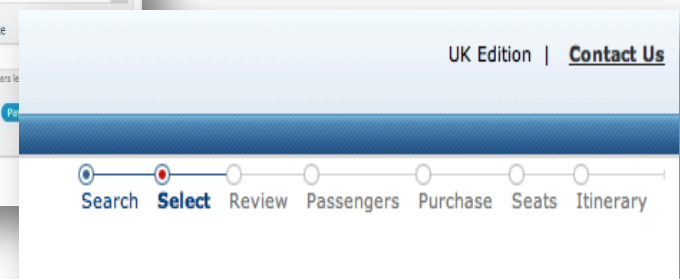 UK Edition | Contact Us
Search Select Review Passengers Purchase Seats Itinerary